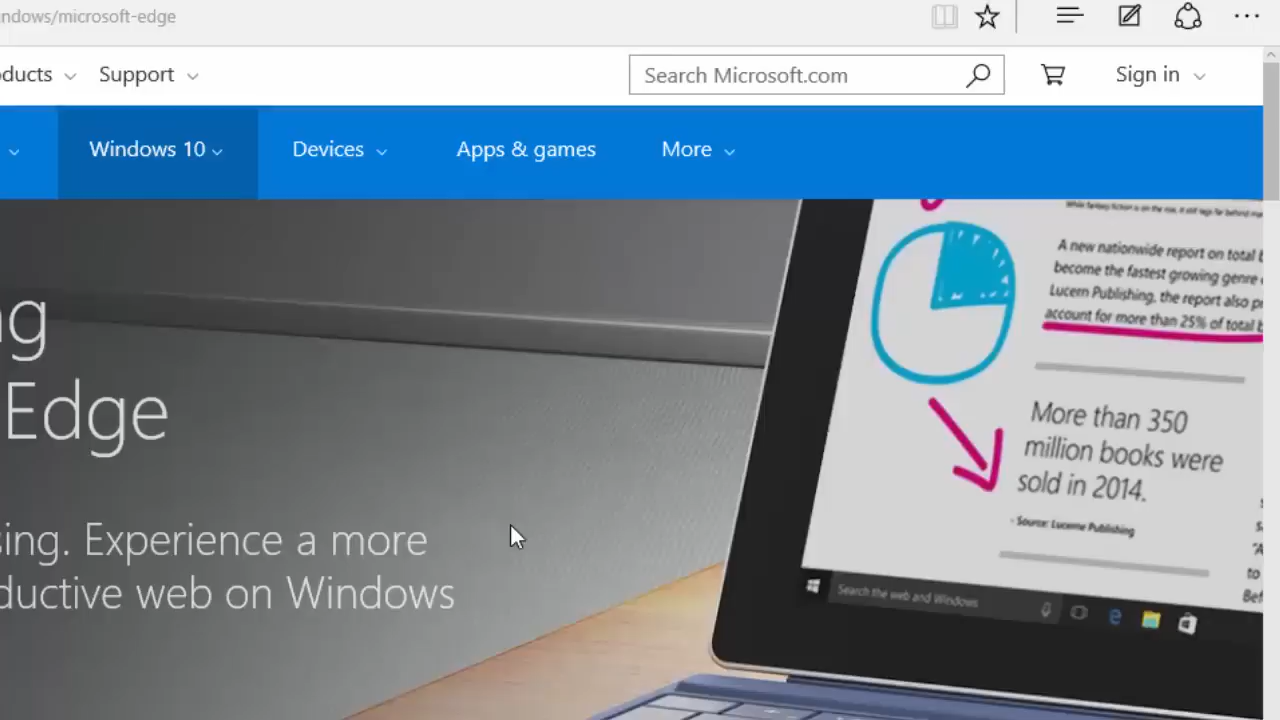 ndows/microsoft-edge
ducts
Support
Search Microsoft.com
Sign in
Windows 10
Devices
Apps & games
More
ng
Edge
sing. Experience a more
ductive web on Windows
A new nationwide report on total
become the fastest growing genre
Lucern Publishing, the report also
account for more than 25% of total
More than 350
million books were
sold in 2014.
- Source: Lucerne Publishing
Search the web and Windows